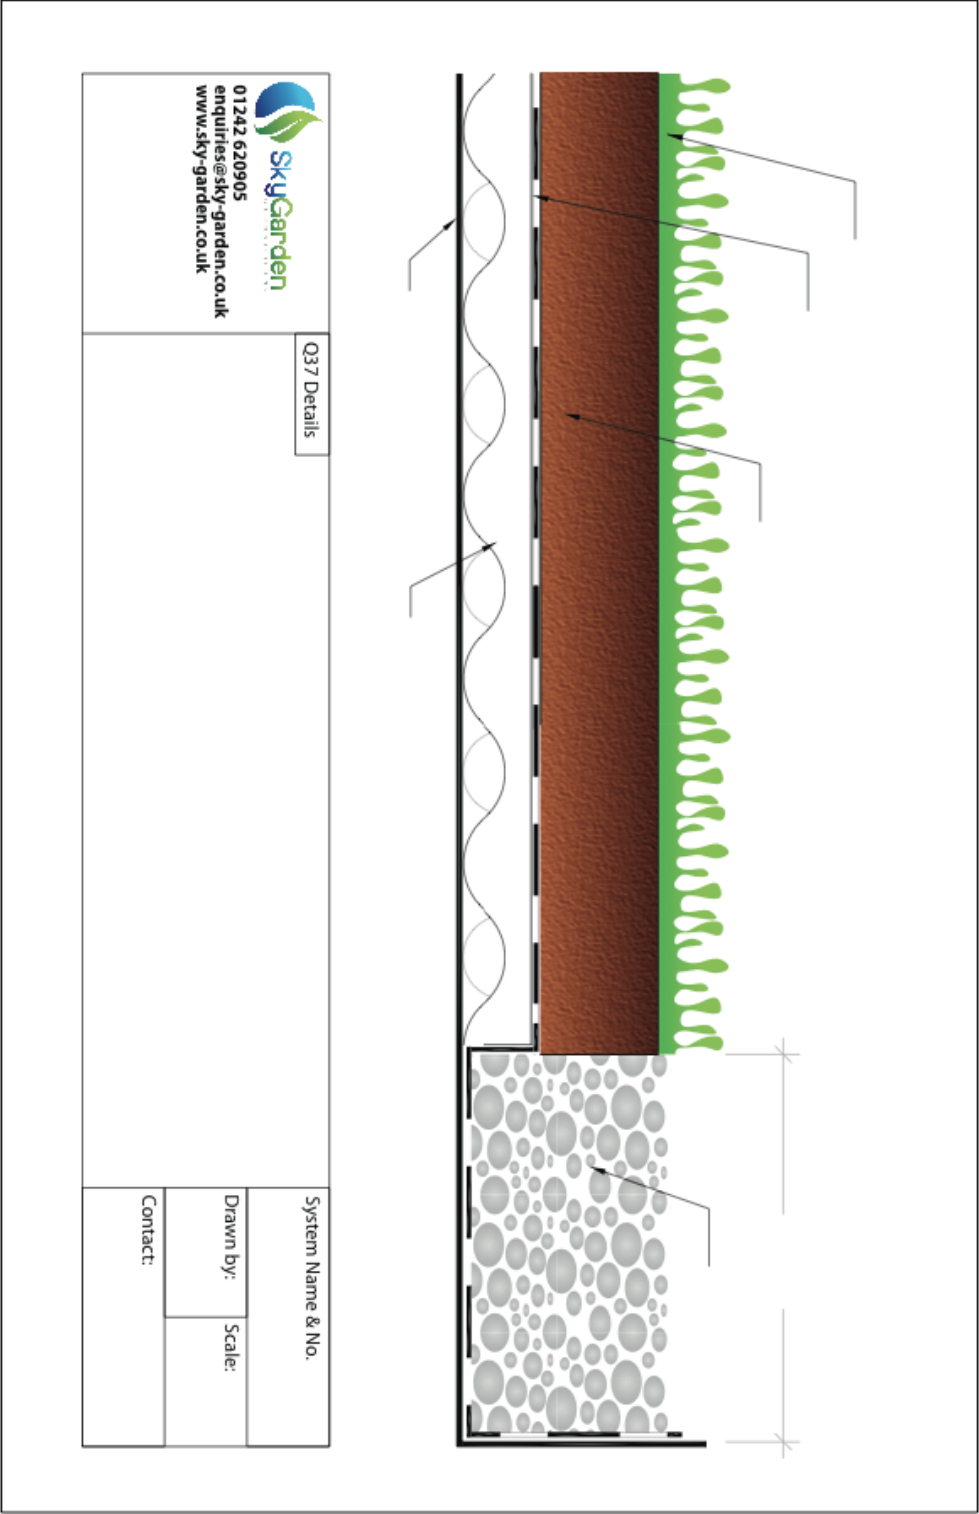 SkyGarden
01242 620905
enquiries@sky-garden.co.uk
www.sky-garden.co.uk
Q37 Details
System Name & No.
Drawn by:
Scale:
Contact: